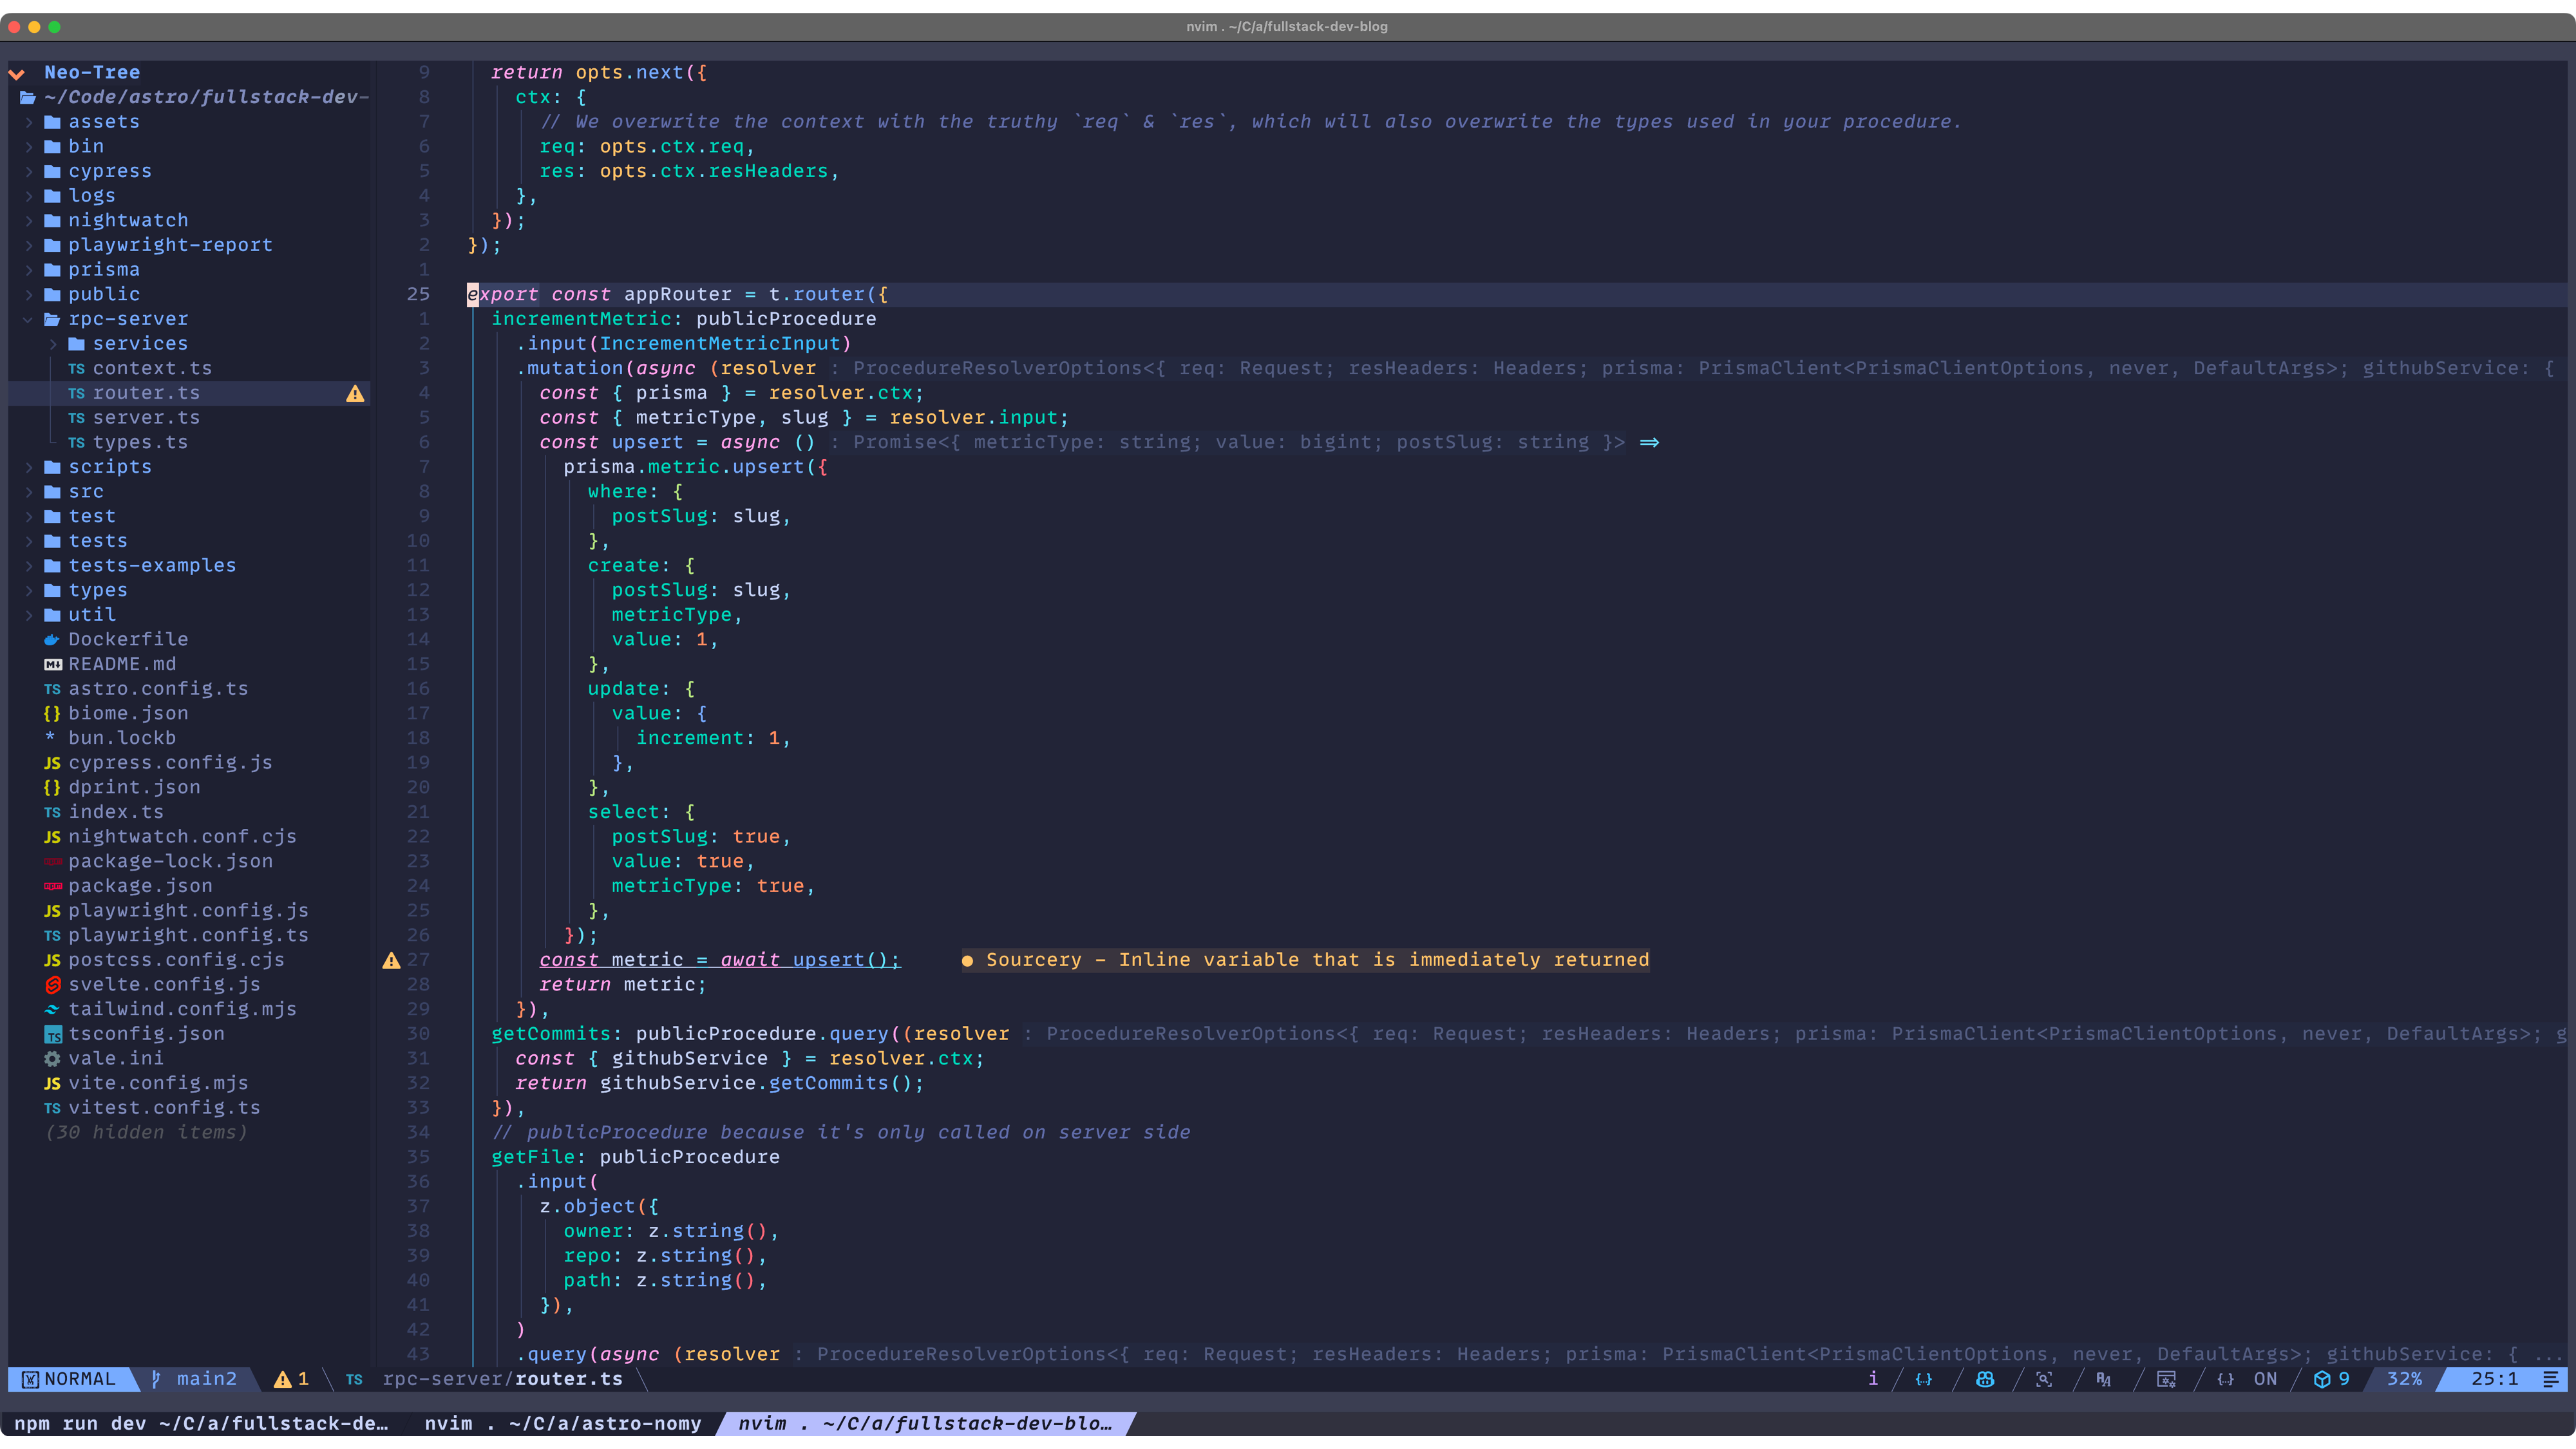 nvim . ~/C/a/fullstack-dev-blog
Neo-Tree
~/Code/astro/fullstack-dev-
assets
bin
cypress
logs
nightwatch
playwright-report
prisma
public
rpc-server
services
TS context.ts
TS router.ts
TS server.ts
TS types.ts
scripts
src
test
tests
tests-examples
types
util
Dockerfile
README.md
TS astro.config.ts
{} biome.json
* bun.lockb
JS cypress.config.js
{} dprint.json
TS index.ts
JS nightwatch.conf.cjs
package-lock.json
package.json
JS playwright.config.js
TS playwright.config.ts
JS postcss.config.cjs
svelte.config.js
tailwind.config.mjs
TS tsconfig.json
vale.ini
JS vite.config.mjs
TS vitest.config.ts
(30 hidden items)
9 return opts.next({
8 ctx: {
7 // We overwrite the context with the truthy `req` & `res`, which will also overwrite the types used in your procedure.
6 req: opts.ctx.req,
5 res: opts.ctx.resHeaders,
4 },
3 });
2 });
1
25 export const appRouter = t.router({
1 incrementMetric: publicProcedure
2 .input(IncrementMetricInput)
3 .mutation(async (resolver : ProcedureResolverOptions<{ req: Request; resHeaders: Headers; prisma: PrismaClient<PrismaClientOptions, never, DefaultArgs>; githubService: {
4 const { prisma } = resolver.ctx;
5 const { metricType, slug } = resolver.input;
6 const upsert = async () : Promise<{ metricType: string; value: bigint; postSlug: string }> ⇒
7 prisma.metric.upsert({
8 where: {
9 postSlug: slug,
10 },
11 create: {
12 postSlug: slug,
13 metricType,
14 value: 1,
15 },
16 update: {
17 value: {
18 increment: 1,
19 },
20 },
21 select: {
22 postSlug: true,
23 value: true,
24 metricType: true,
25 },
26 });
27 const metric = await upsert(); ● Sourcery - Inline variable that is immediately returned
28 return metric;
29 }),
30 getCommits: publicProcedure.query((resolver : ProcedureResolverOptions<{ req: Request; resHeaders: Headers; prisma: PrismaClient<PrismaClientOptions, never, DefaultArgs>; g
31 const { githubService } = resolver.ctx;
32 return githubService.getCommits();
33 }),
34 // publicProcedure because it's only called on server side
35 getFile: publicProcedure
36 .input(
37 z.object({
38 owner: z.string(),
39 repo: z.string(),
40 path: z.string(),
41 }),
42 )
43 .query(async (resolver : ProcedureResolverOptions<{ req: Request; resHeaders: Headers; prisma: PrismaClient<PrismaClientOptions, never, DefaultArgs>; githubService: { ...
NORMAL main2 1 TS rpc-server/router.ts i {..} {..} ON 9 32% 25:1
npm run dev ~/C/a/fullstack-de… nvim . ~/C/a/astro-nomy nvim . ~/C/a/fullstack-dev-blo…